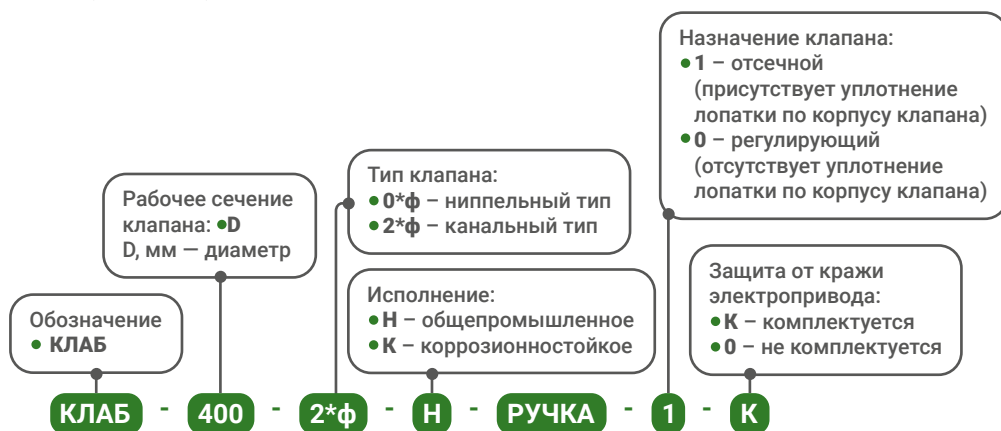 Назначение клапана:
1 – отсечной
(присутствует уплотнение
лопатки по корпусу клапана)
0 – регулирующий
(отсутствует уплотнение
лопатки по корпусу клапана)
Тип клапана:
0*ф – ниппельный тип
2*ф – канальный тип
Рабочее сечение
клапана: •D
D, мм — диаметр
Защита от кражи
электропривода:
К – комплектуется
0 – не комплектуется
Исполнение:
Н – общепромышленное
К – коррозионностойкое
Обозначение
КЛАБ
КЛАБ - 400 - 2*ф - Н - РУЧКА - 1 - К